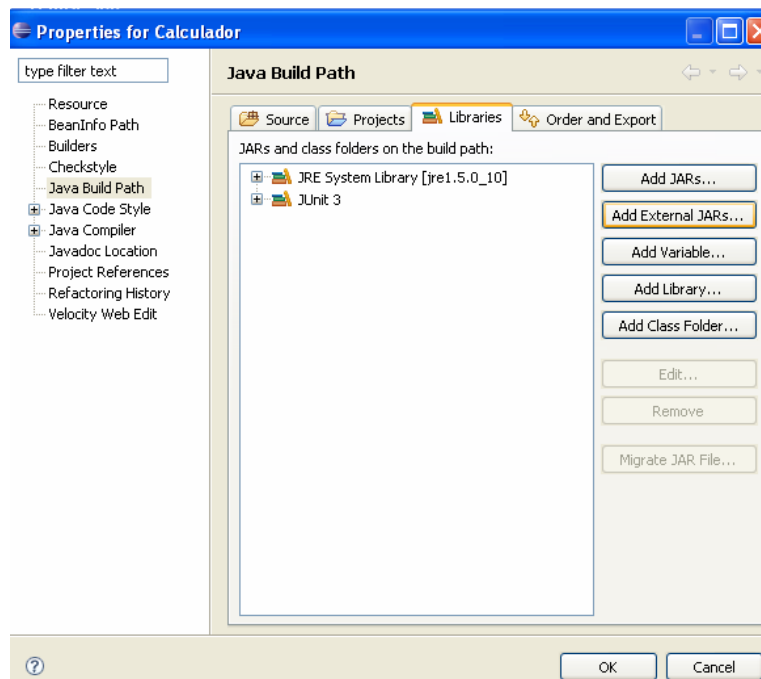 Properties for Calculador
type filter text
Java Build Path
Resource
BeanInfo Path
Builders
Checkstyle
Java Build Path
Java Code Style
Java Compiler
Javadoc Location
Project References
Refactoring History
Velocity Web Edit
Source Projects Libraries Order and Export
JARs and class folders on the build path:
JRE System Library [jre1.5.0_10]
JUnit 3
Add JARs...
Add External JARs...
Add Variable...
Add Library...
Add Class Folder...
Edit...
Remove
Migrate JAR File...
?
OK Cancel